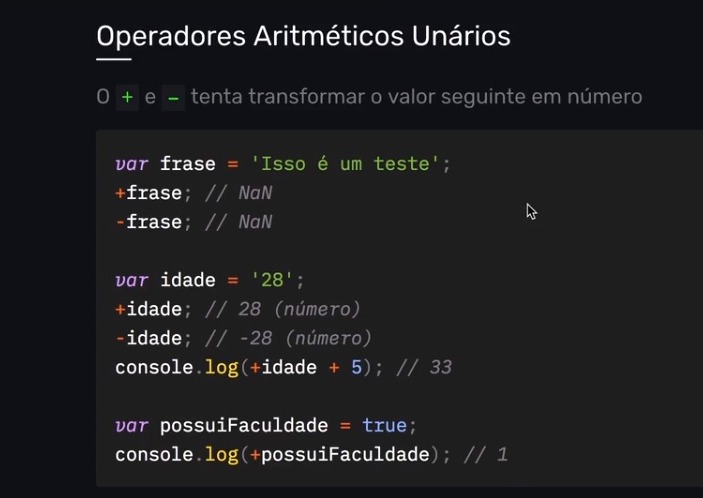 Operadores Aritméticos Unários
O + e - tenta transformar o valor seguinte em número
var frase = 'Isso é um teste';
+frase; // NaN
-frase; // NaN
var idade = '28';
+idade; // 28 (número)
-idade; // -28 (número)
console.log(+idade + 5); // 33
var possuiFaculdade = true;
console.log(+possuiFaculdade); // 1